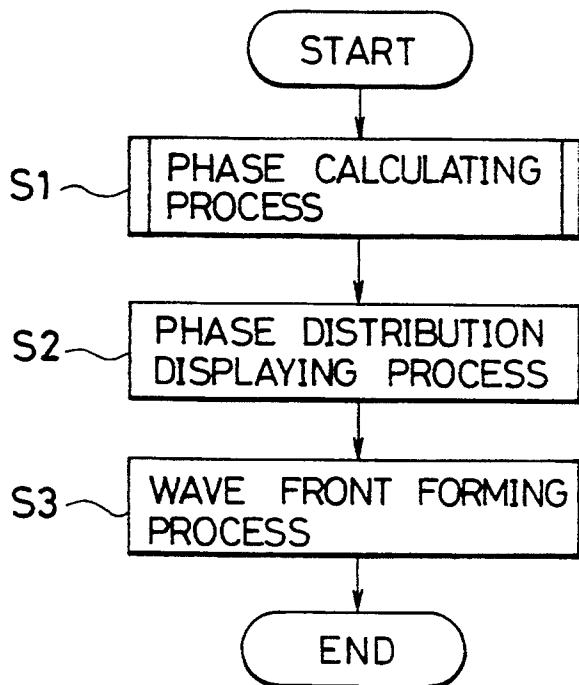 START
S1
PHASE CALCULATING
PROCESS
S2
PHASE DISTRIBUTION
DISPLAYING PROCESS
S3
WAVE FRONT FORMING
PROCESS
END